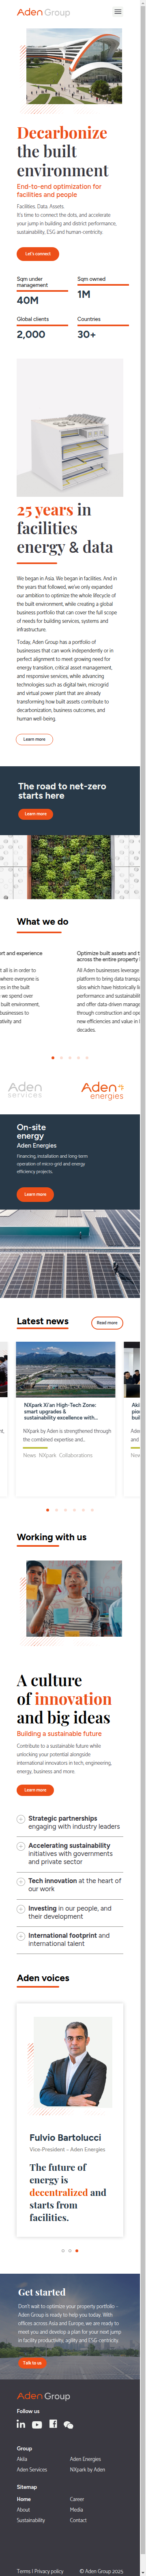 Aden Group
Decarbonize
the built
environment
End-to-end optimization for
facilities and people
Facilities. Data. Assets.
It's time to connect the dots, and accelerate
your jump in building and district performance,
sustainability, ESG and human-centricity.
Let's connect
Sqm under
management
40M
Sqm owned
1M
Global clients
2,000
Countries
30+
25 years in
facilities
energy & data
We began in Asia. We began in facilities. And in
the years that followed, we've only expanded
our ambition to optimize the whole lifecycle of
the built environment, while creating a global
business portfolio that can cover the full scope
of needs for building services, systems and
infrastructure.
Today, Aden Group has a portfolio of
businesses that can work independently or in
perfect alignment to meet growing need for
energy transition, critical asset management,
and responsive services, while advancing
technologies such as digital twin, microgrid
and virtual power plant that are already
transforming how built assets contribute to
decarbonization, business outcomes, and
human well-being.
Learn more
The road to net-zero
starts here
Learn more
What we do
rt and experience
t all is in order to
where everyone is
ces in the built
we spread over
built environment,
businesses to
ativity and
Optimize built assets and t
across the entire property
All Aden businesses leverage
platform to bring data transpa
silos which have historically
performance and sustainability
and offer data-driven manager
through construction and ope
new efficiencies and value in
decades.
Aden
services
Aden
energies
On-site
energy
Aden Energies
Financing, installation and long-term
operation of micro-grid and energy
efficiency projects.
Learn more
Latest news
Read more
NXpark Xi'an High-Tech Zone:
smart upgrades &
sustainability excellence with...
NXpark by Aden is strengthened through
the combined expertise and...
News NXpark Collaborations
Working with us
A culture
of innovation
and big ideas
Building a sustainable future
Contribute to a sustainable future while
unlocking your potential alongside
international innovators in tech, engineering,
energy, business and more.
Learn more
Strategic partnerships
engaging with industry leaders
Accelerating sustainability
initiatives with governments
and private sector
Tech innovation at the heart of
our work
Investing in our people, and
their development
International footprint and
international talent
Aden voices
Fulvio Bartolucci
Vice-President - Aden Energies
The future of
energy is
decentralized and
starts from
facilities.
Get started
Don't wait to optimize your property portfolio -
Aden Group is ready to help you today. With
offices across Asia and Europe, we are ready to
meet you and develop a plan for your next jump
in facility productivity, agility and ESG-centricity.
Talk to us
Aden Group
Follow us
Group
Akila
Aden Energies
Aden Services
NXpark by Aden
Sitemap
Home
Career
About
Media
Sustainability
Contact
Terms | Privacy policy
© Aden Group 2025